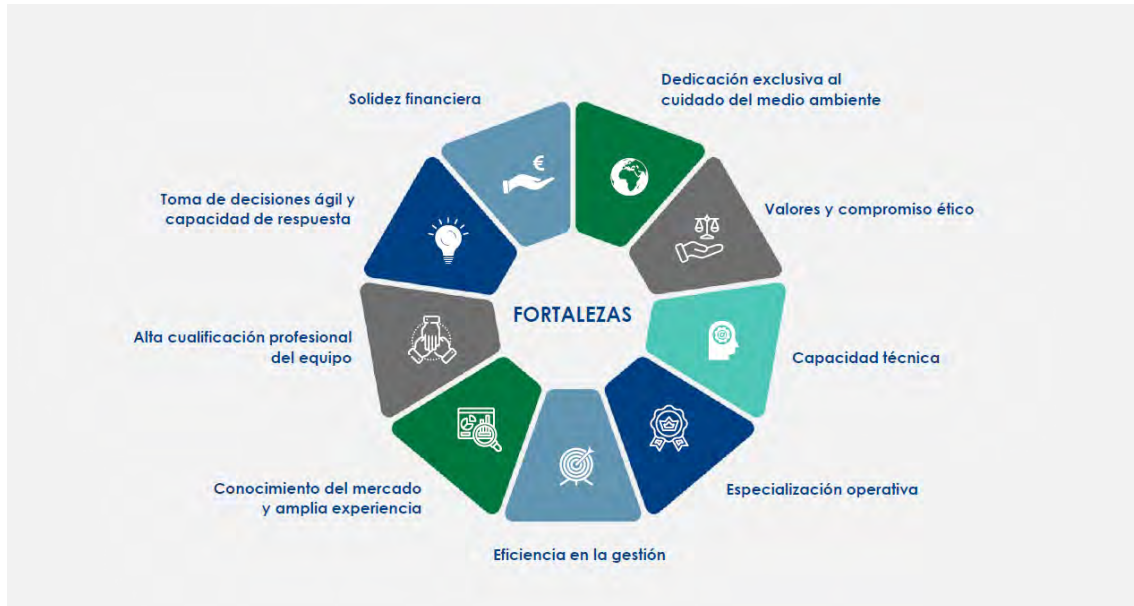 Dedicación exclusiva al
cuidado del medio ambiente
Solidez financiera
Toma de decisiones ágil y
capacidad de respuesta
Valores y compromiso ético
FORTALEZAS
Alta cualificación profesional
del equipo
Capacidad técnica
Conocimiento del mercado
y amplia experiencia
Especialización operativa
Eficiencia en la gestión
€